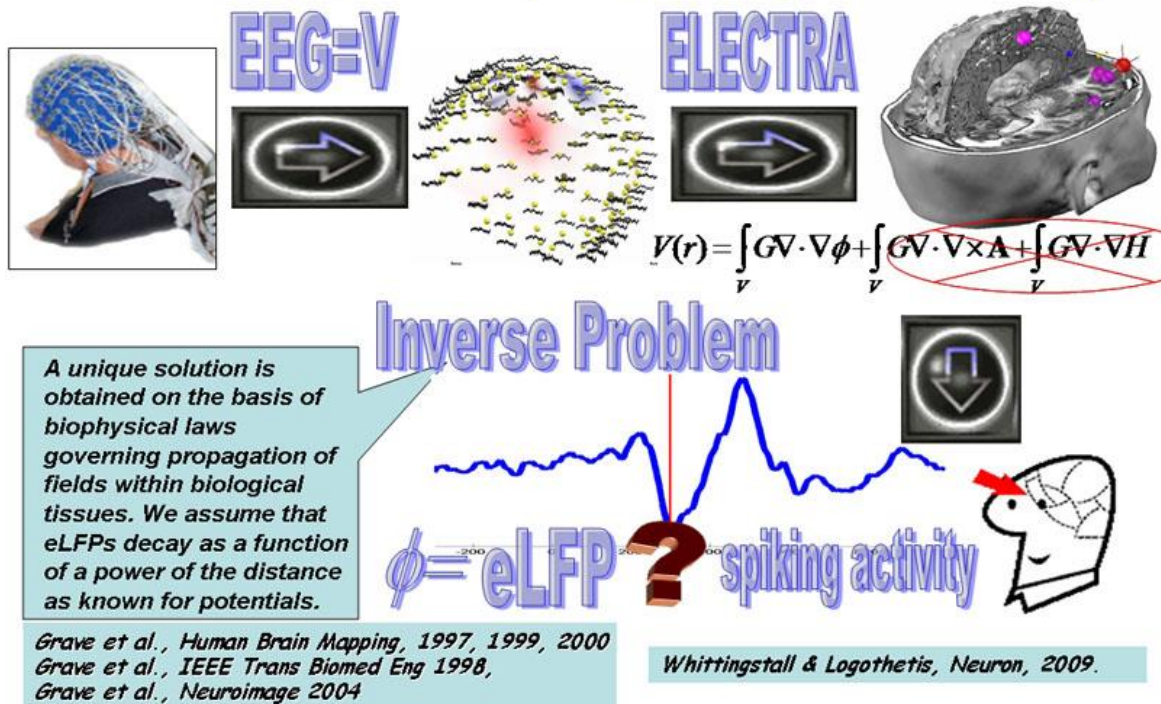 EEG=V
ELECTRA
V(r) = ∫_V G∇·∇ϕ + ∫_V G∇·∇×A + ∫_V G∇·∇H
Inverse Problem
A unique solution is
obtained on the basis of
biophysical laws
governing propagation of
fields within biological
tissues. We assume that
eLFPs decay as a function
of a power of the distance
as known for potentials.
-200
ϕ= eLFP ? spiking activity
Grave et al., Human Brain Mapping, 1997, 1999, 2000
Grave et al., IEEE Trans Biomed Eng 1998,
Grave et al., Neuroimage 2004
Whittingstall & Logothetis, Neuron, 2009.